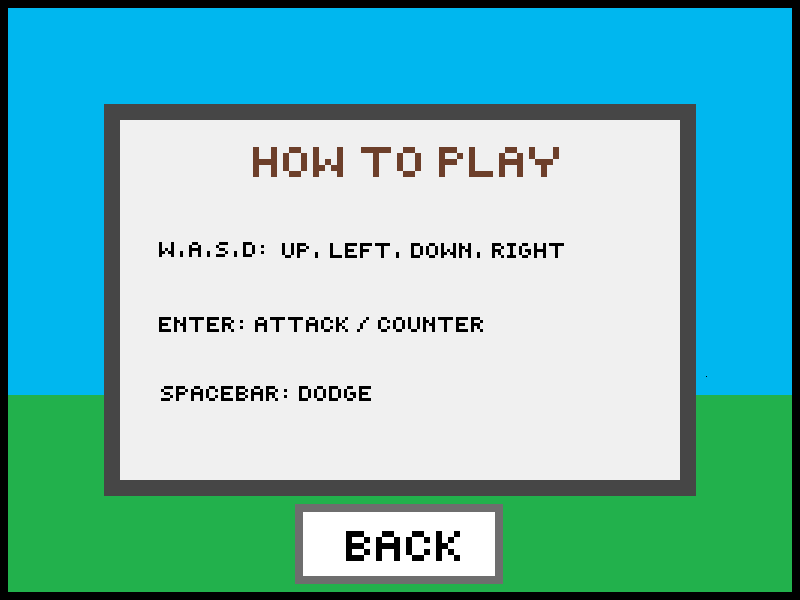 HOW TO PLAY
W.A.S.D: UP, LEFT, DOWN, RIGHT
ENTER: ATTACK / COUNTER
SPACEBAR: DODGE
BACK